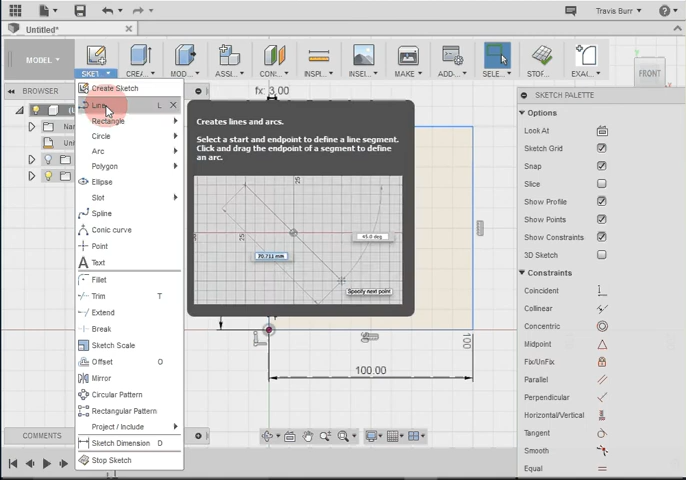 Travis Burr
Untitled*
MODEL
SKET...
CREA...
MOD...
ASS...
CON...
INSPE...
INSE...
MAKE
ADD-...
SELE...
STOP...
FRONT
BROWSER
fx: 3.00
SKETCH PALETTE
Create Sketch
Line L
Rectangle
Circle
Arc
Polygon
Ellipse
Slot
Spline
Conic curve
Point
Text
Fillet
Trim T
Extend
Break
Sketch Scale
Offset O
Mirror
Circular Pattern
Rectangular Pattern
Project / Include
Sketch Dimension D
Stop Sketch
Creates lines and arcs.
Select a start and endpoint to define a line segment.
Click and drag the endpoint of a segment to define
an arc.
25
25
45.0 deg
70.711 mm
Specify next point
100
100.00
Options
Look At
Sketch Grid
Snap
Slice
Show Profile
Show Points
Show Constraints
3D Sketch
Constraints
Coincident
Collinear
Concentric
Midpoint
Fix/UnFix
Parallel
Perpendicular
Horizontal/Vertical
Tangent
Smooth
Equal
COMMENTS